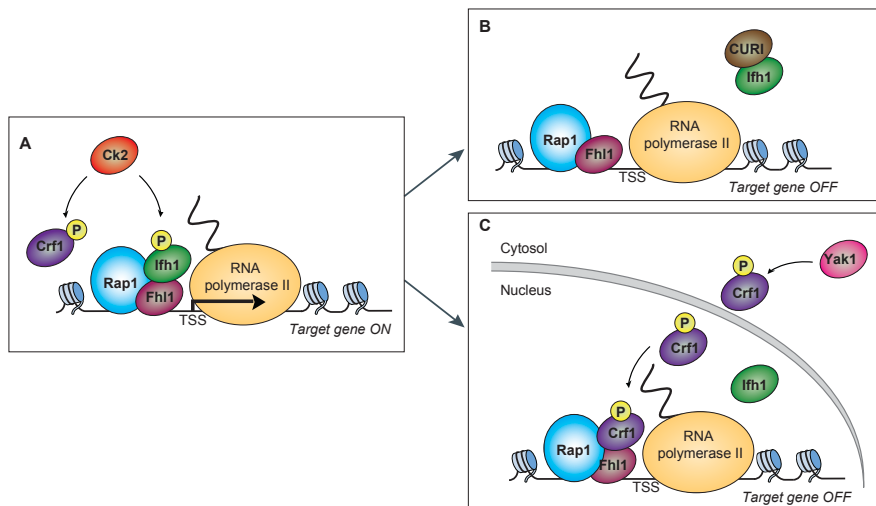 A
Ck2
P
Crf1
P
Ifh1
Rap1
Fhl1
RNA
polymerase II
TSS
Target gene ON
B
CURI
Ifh1
RNA
polymerase II
Rap1
Fhl1
TSS
Target gene OFF
C
Cytosol
Nucleus
Yak1
P
Crf1
P
Crf1
Ifh1
P
Crf1
Rap1
Fhl1
RNA
polymerase II
TSS
Target gene OFF